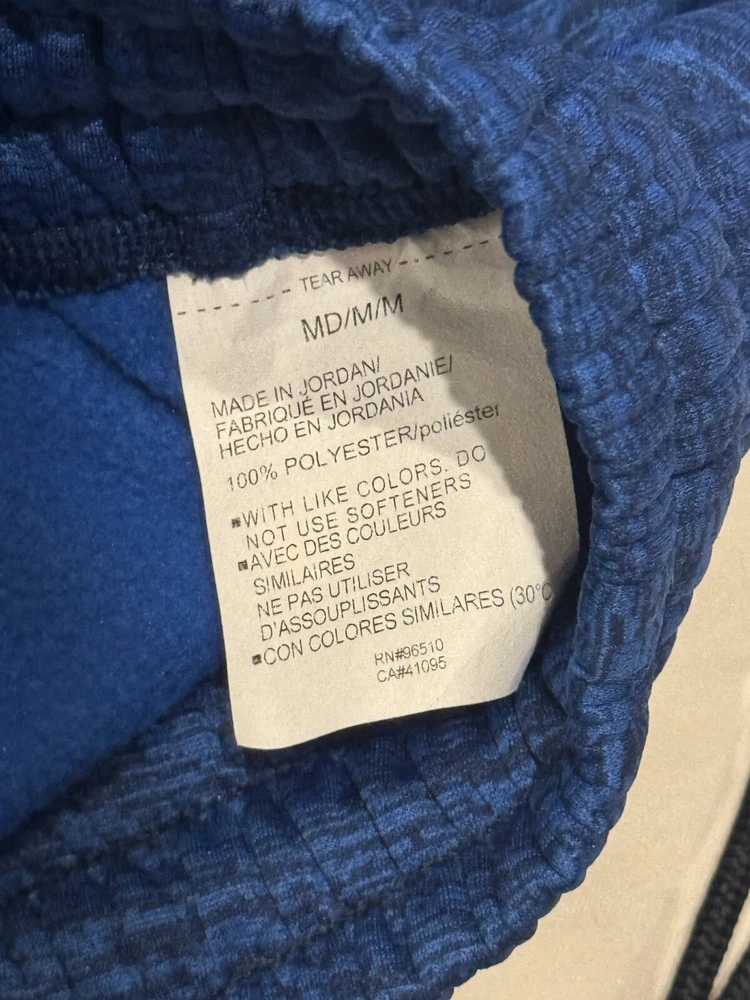 TEAR AWAY
MD/M/M
MADE IN JORDAN/
FABRIQUÉ EN JORDANIE/
HECHO EN JORDANIA
100% POLYESTER/poliéster
▪WITH LIKE COLORS. DO
NOT USE SOFTENERS
▪AVEC DES COULEURS
SIMILAIRES
NE PAS UTILISER
D'ASSOUPLISSANTS
▪CON COLORES SIMILARES (30°C
RN#96510
CA#41095